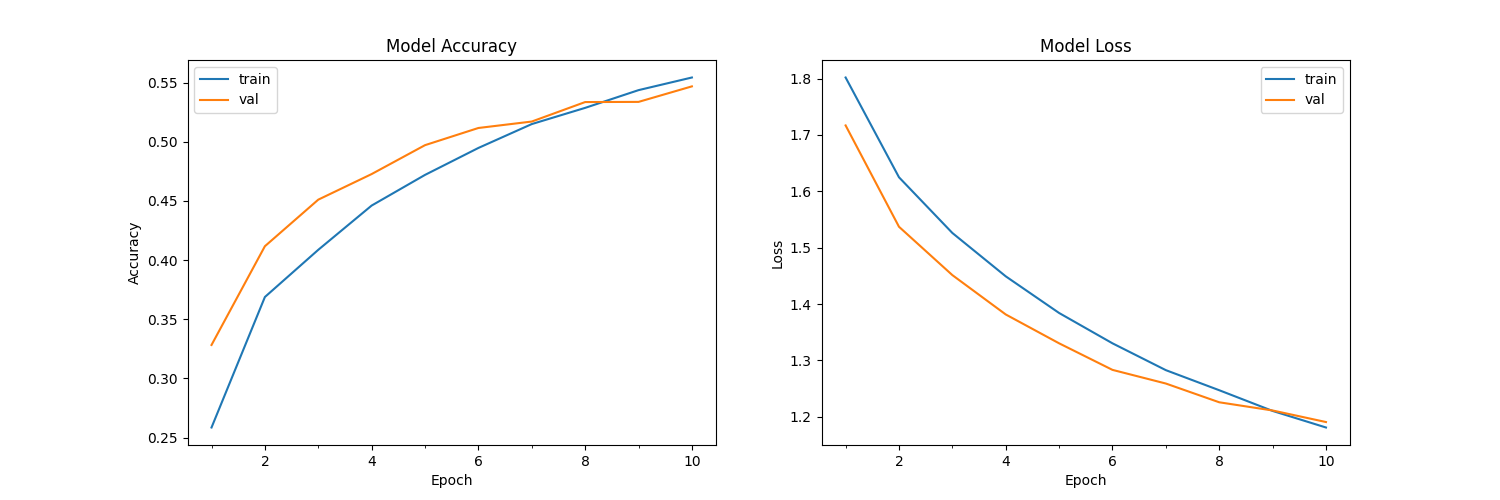 Model Accuracy
train
val
0.55
0.50
0.45
0.40
0.35
0.30
0.25
Accuracy
2 4 6 8 10
Epoch
Model Loss
train
val
1.8
1.7
1.6
1.5
1.4
1.3
1.2
Loss
2 4 6 8 10
Epoch